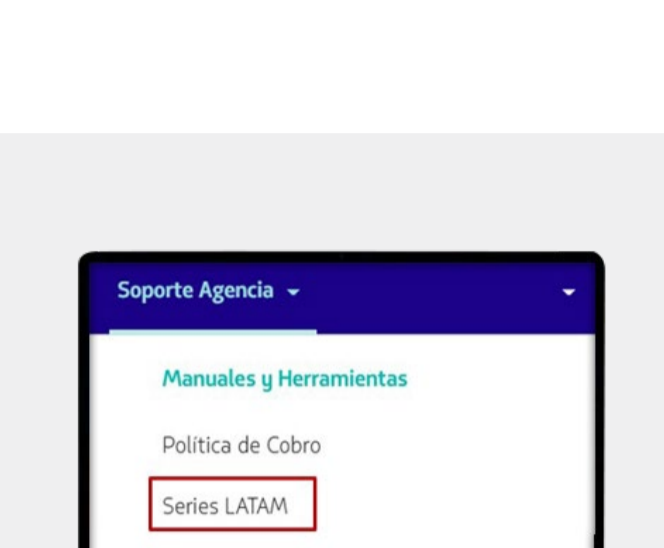 Soporte Agencia
Manuales y Herramientas
Política de Cobro
Series LATAM